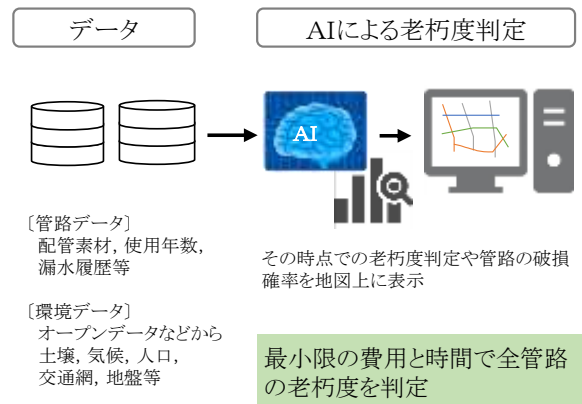 データ
AIによる老朽度判定
AI
〔管路データ〕
配管素材, 使用年数,
漏水履歴等
〔環境データ〕
オープンデータなどから
土壌, 気候, 人口,
交通網, 地盤等
その時点での老朽度判定や管路の破損
確率を地図上に表示
最小限の費用と時間で全管路
の老朽度を判定